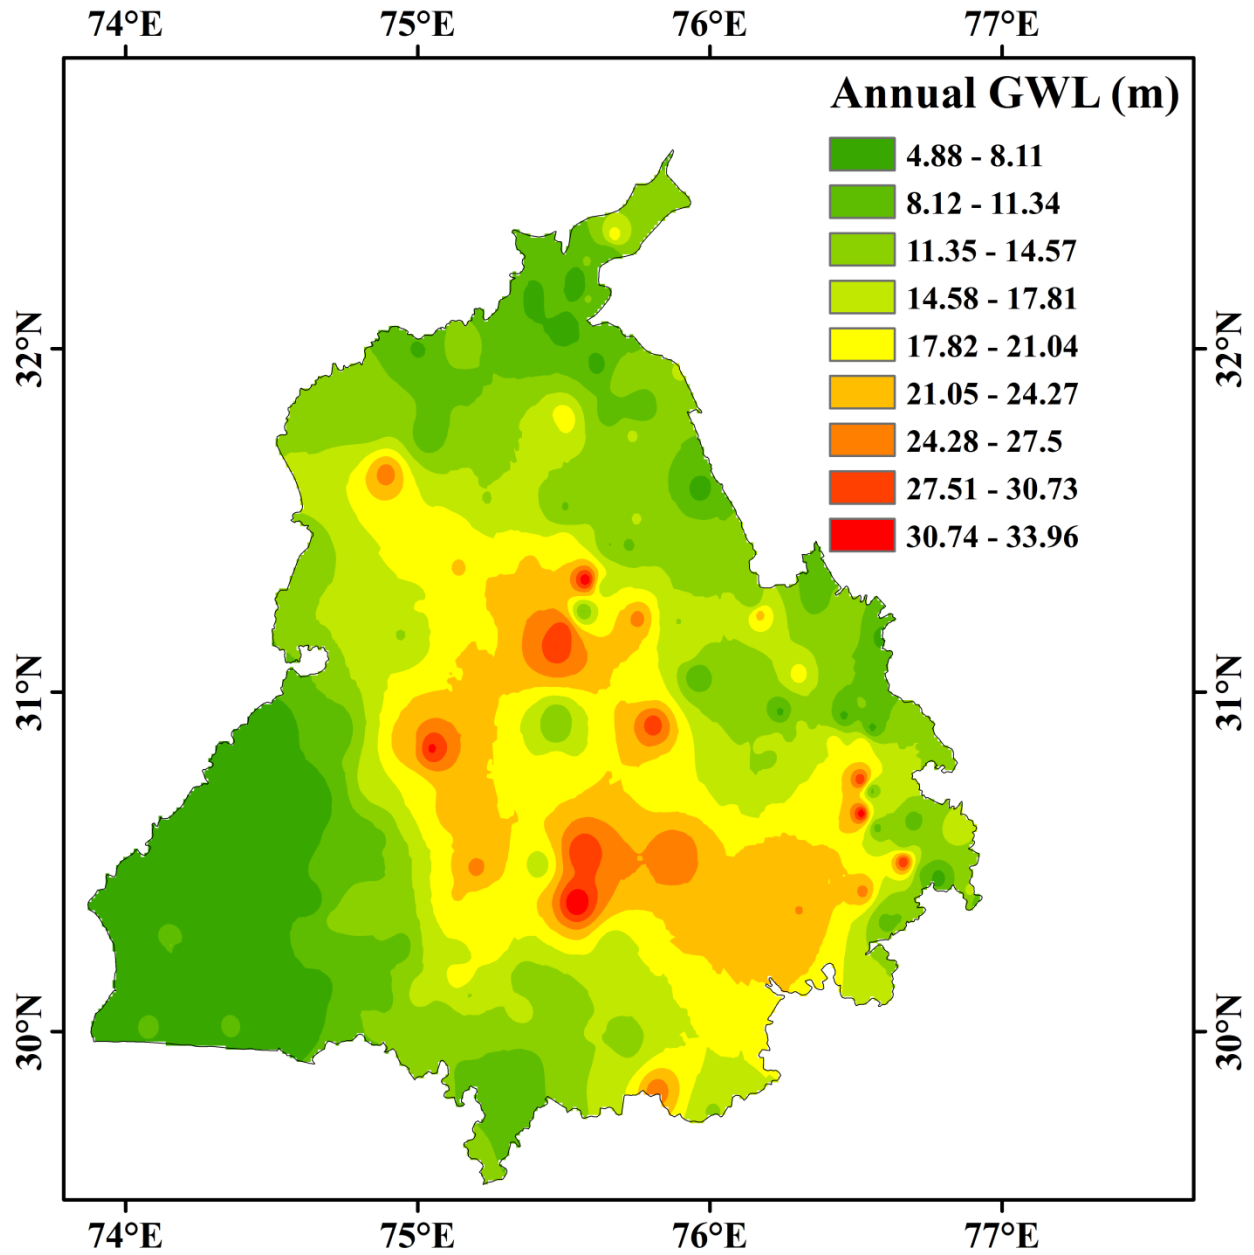 74°E 75°E 76°E 77°E
Annual GWL (m)
4.88 - 8.11
8.12 - 11.34
11.35 - 14.57
14.58 - 17.81
17.82 - 21.04
21.05 - 24.27
24.28 - 27.5
27.51 - 30.73
30.74 - 33.96
32°N 32°N
31°N 31°N
30°N 30°N
74°E 75°E 76°E 77°E